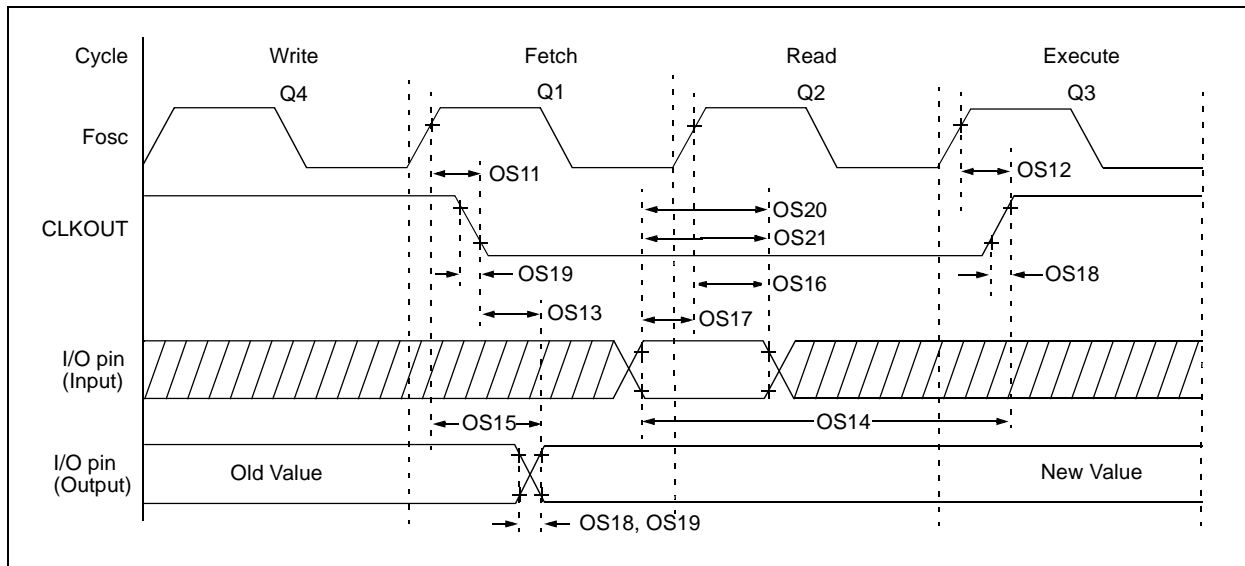 Cycle Write Fetch Read Execute
Q4 Q1 Q2 Q3
Fosc
OS11 OS12
OS20
CLKOUT
OS21
OS19 OS16 OS18
OS13 OS17
I/O pin
(Input)
OS15 OS14
I/O pin
(Output)
Old Value New Value
OS18, OS19